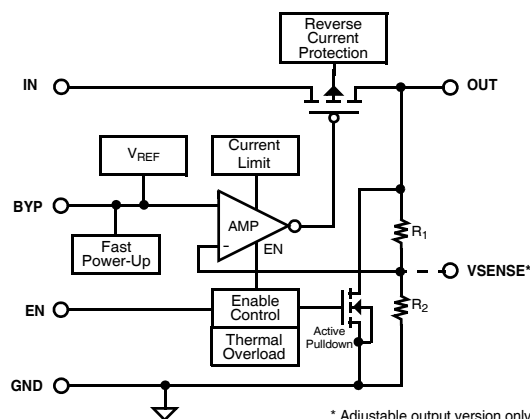 Reverse
Current
Protection
IN
OUT
VREF
Current
Limit
BYP
AMP
-
EN
Fast
Power-Up
R1
VSENSE*
EN
Enable
Control
R2
Thermal
Overload
Active
Pulldown
GND
* Adjustable output version only